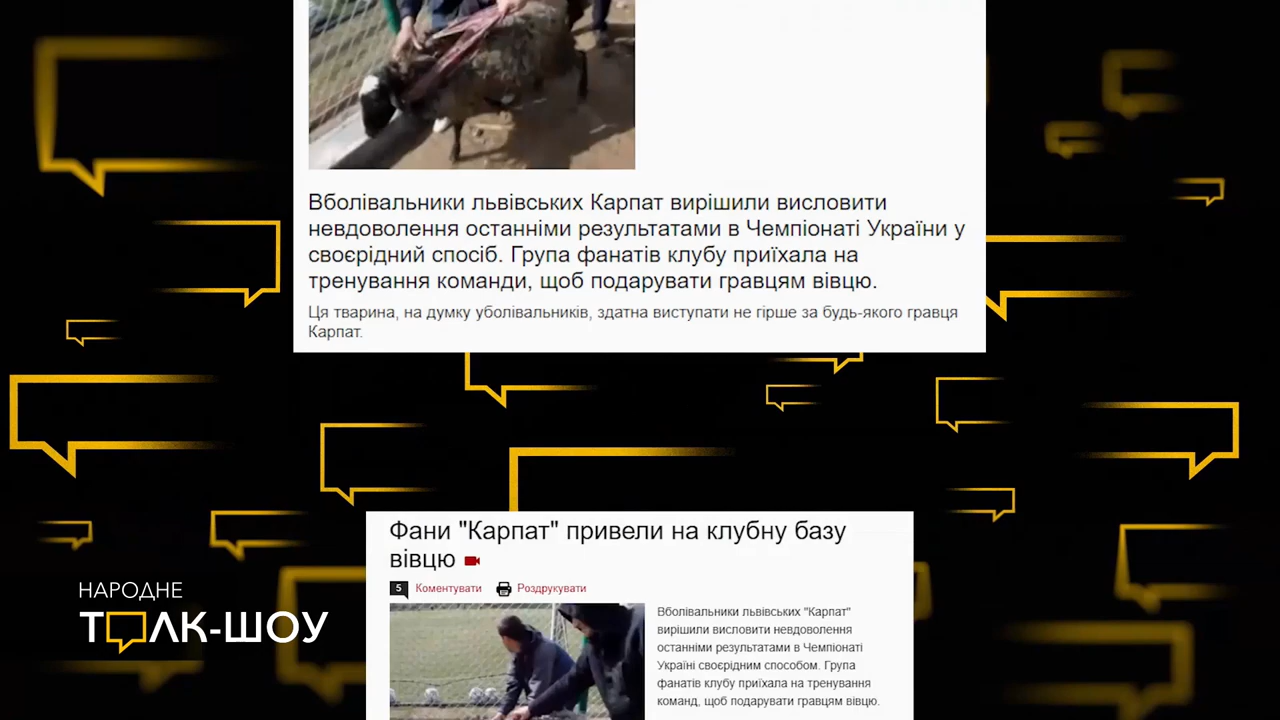 Вболівальники львівських Карпат вирішили висловити
невдоволення останніми результатами в Чемпіонаті України у
своєрідний спосіб. Група фанатів клубу приїхала на
тренування команди, щоб подарувати гравцям вівцю.
Ця тварина, на думку уболівальників, здатна виступати не гірше за будь-якого гравця
Карпат.
Фани "Карпат" привели на клубну базу
вівцю
5 Коментувати Роздрукувати
Вболівальники львівських "Карпат"
вирішили висловити невдоволення
останніми результатами в Чемпіонаті
Україні своєрідним способом. Група
фанатів клубу приїхала на тренування
команд, щоб подарувати гравцям вівцю.
НАРОДНЕ
ТОЛК-ШОУ